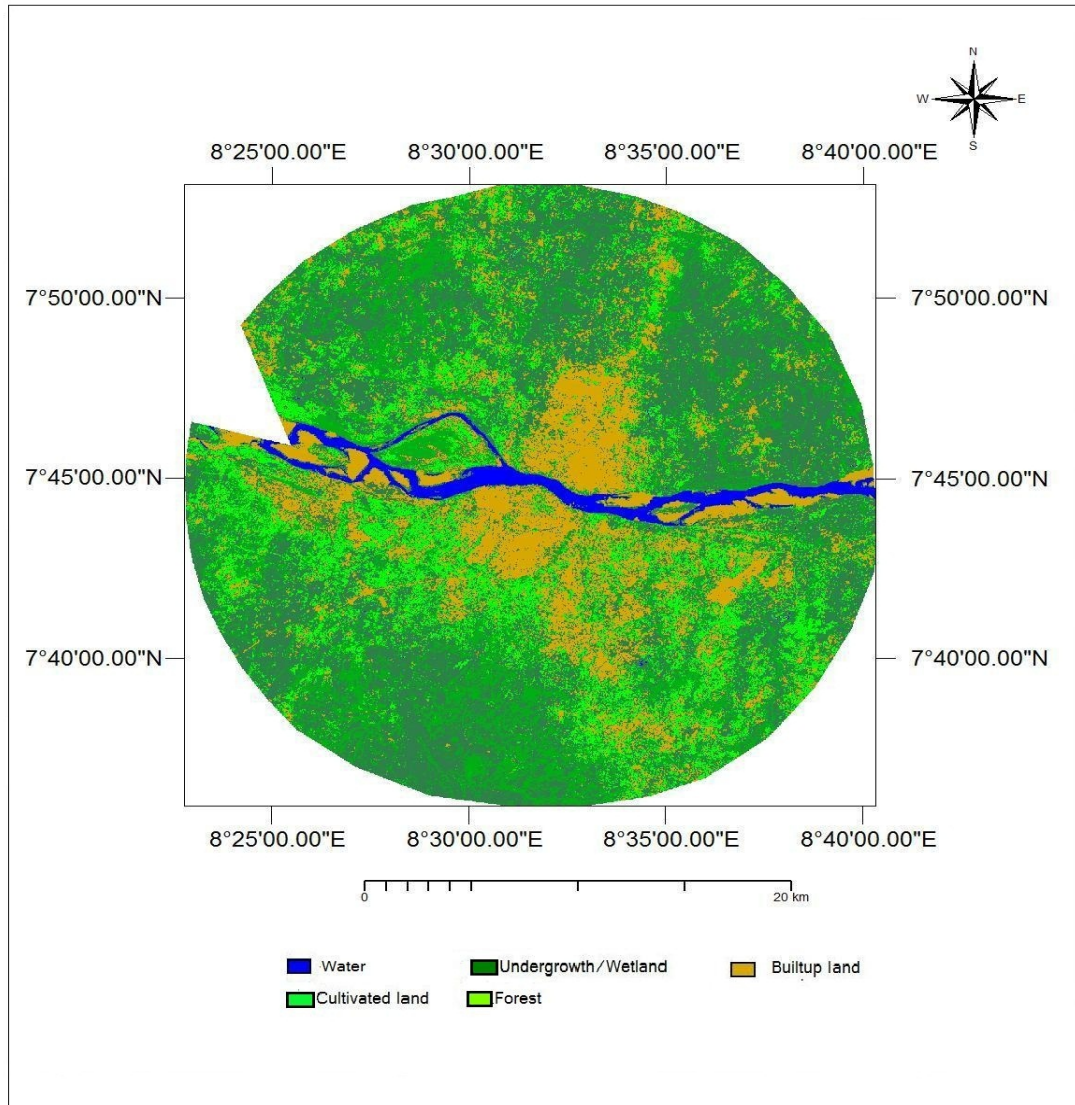 N
W E
S
8°25'00.00"E 8°30'00.00"E 8°35'00.00"E 8°40'00.00"E
7°50'00.00"N 7°50'00.00"N
7°45'00.00"N 7°45'00.00"N
7°40'00.00"N 7°40'00.00"N
8°25'00.00"E 8°30'00.00"E 8°35'00.00"E 8°40'00.00"E
0 20 km
Water Undergrowth/Wetland Builtup land
Cultivated land Forest